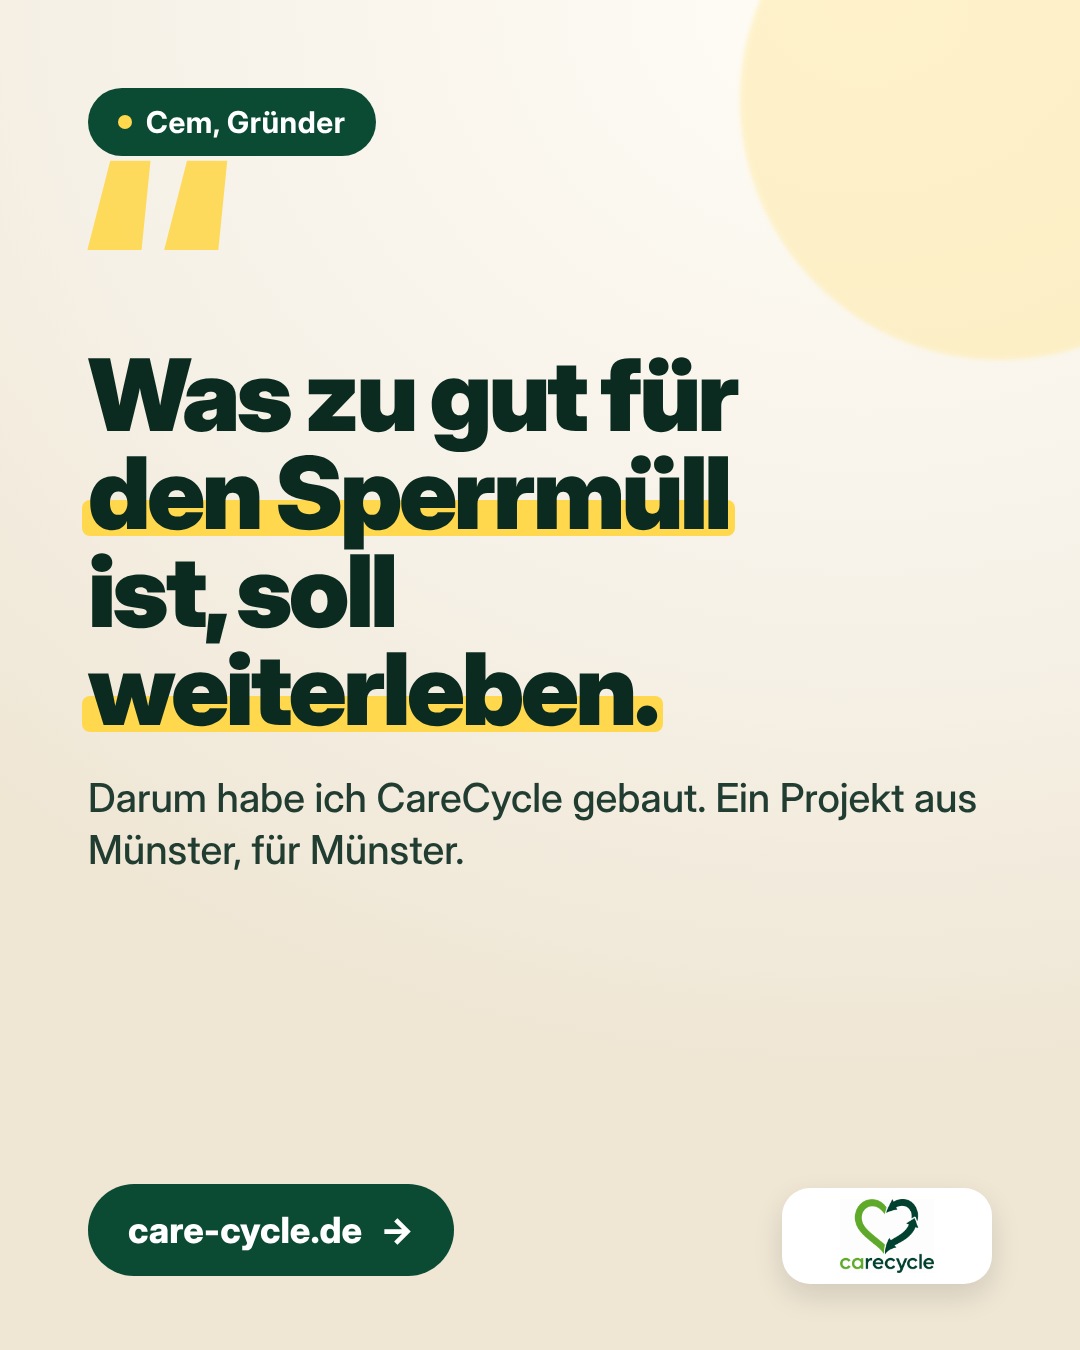 Cem, Gründer
“
Was zu gut für
den Sperrmüll
ist, soll
weiterleben.
Darum habe ich CareCycle gebaut. Ein Projekt aus
Münster, für Münster.
care-cycle.de →
carecycle